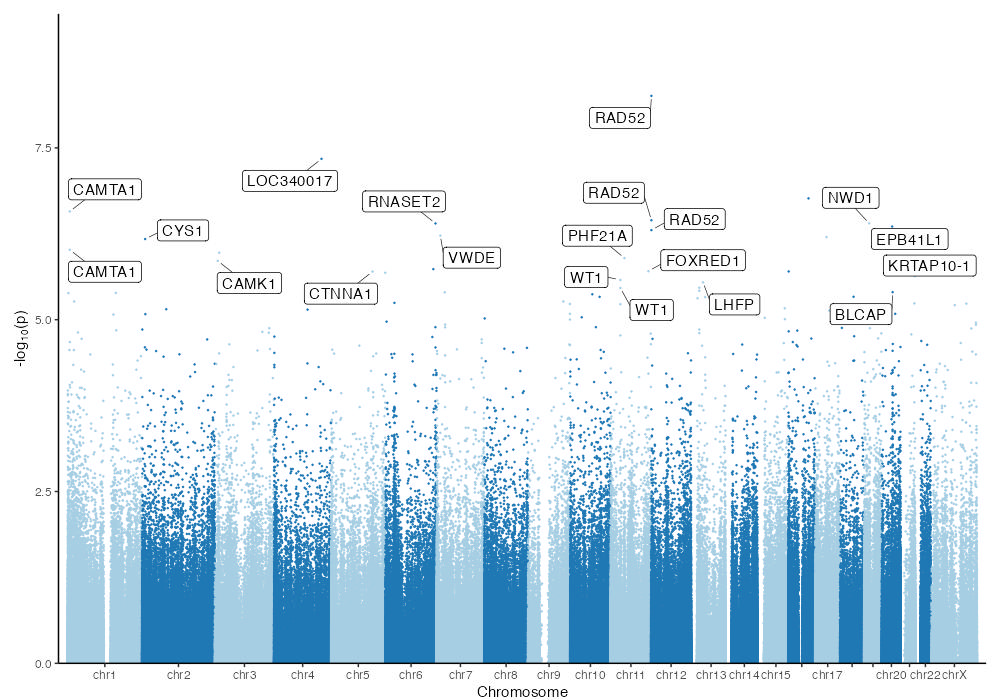 RAD52
7.5
LOC340017
CAMTA1
RAD52
NWD1
RNASET2
RAD52
CYS1
PHF21A
EPB41L1
VWDE
FOXRED1
KRTAP10-1
CAMTA1
WT1
CAMK1
CTNNA1
LHFP
WT1
BLCAP
5.0
-log10(p)
2.5
0.0
chr1 chr2 chr3 chr4 chr5 chr6 chr7 chr8 chr9 chr10 chr11 chr12 chr13 chr14 chr15 chr17 chr20 chr22 chrX
Chromosome